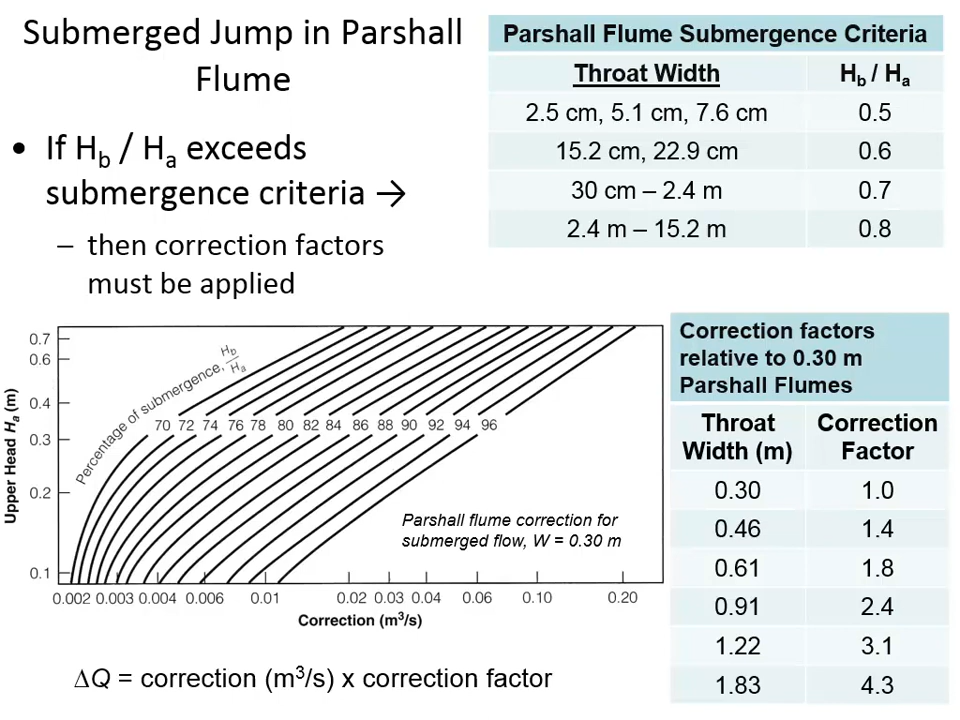 Submerged Jump in Parshall
Flume
• If Hb / Ha exceeds
submergence criteria →
– then correction factors
must be applied
Parshall Flume Submergence Criteria
Throat Width Hb / Ha
2.5 cm, 5.1 cm, 7.6 cm 0.5
15.2 cm, 22.9 cm 0.6
30 cm – 2.4 m 0.7
2.4 m – 15.2 m 0.8
Upper Head Ha (m)
0.7
0.6
0.4
0.3
0.2
0.1
Percentage of submergence, Hb/Ha
70 72 74 76 78 80 82 84 86 88 90 92 94 96
Parshall flume correction for
submerged flow, W = 0.30 m
0.002 0.003 0.004 0.006 0.01 0.02 0.03 0.04 0.06 0.10 0.20
Correction (m³/s)
ΔQ = correction (m³/s) x correction factor
Correction factors
relative to 0.30 m
Parshall Flumes
Throat Correction
Width (m) Factor
0.30 1.0
0.46 1.4
0.61 1.8
0.91 2.4
1.22 3.1
1.83 4.3